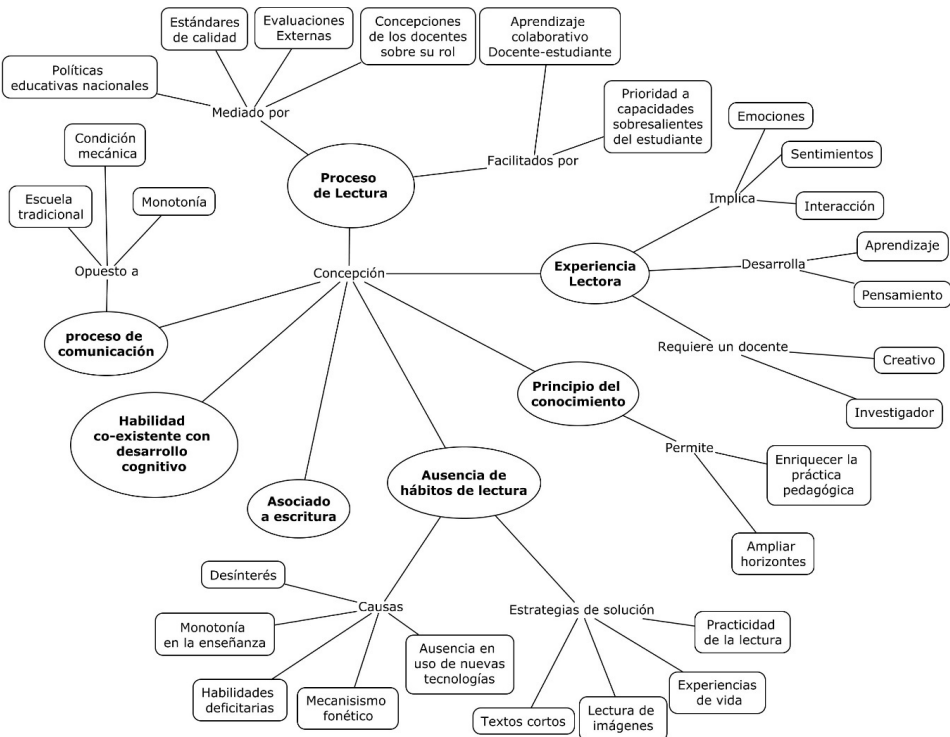 Estándares
de calidad
Evaluaciones
Externas
Concepciones
de los docentes
sobre su rol
Aprendizaje
colaborativo
Docente-estudiante
Políticas
educativas nacionales
Mediado por
Prioridad a
capacidades
sobresalientes
del estudiante
Facilitados por
Proceso
de Lectura
Condición
mecánica
Escuela
tradicional
Monotonía
Opuesto a
Emociones
Sentimientos
Implica
Interacción
Concepción
Experiencia
Lectora
Desarrolla
Aprendizaje
Pensamiento
Requiere un docente
Creativo
Investigador
proceso de
comunicación
Habilidad
co-existente con
desarrollo
cognitivo
Asociado
a escritura
Ausencia de
hábitos de lectura
Principio del
conocimiento
Permite
Enriquecer la
práctica
pedagógica
Ampliar
horizontes
Desínterés
Causas
Monotonía
en la enseñanza
Habilidades
deficitarias
Mecanisismo
fonético
Ausencia en
uso de nuevas
tecnologías
Estrategias de solución
Practicidad
de la lectura
Experiencias
de vida
Lectura de
imágenes
Textos cortos